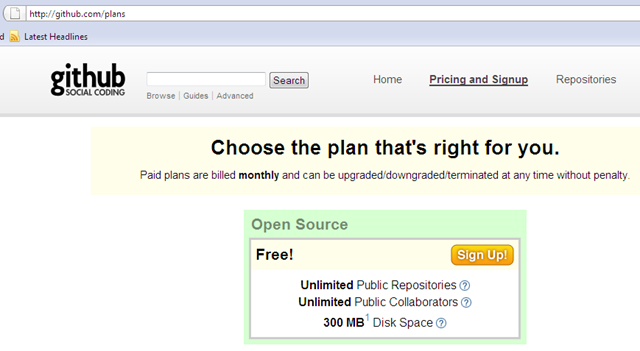 http://github.com/plans
d Latest Headlines
github
SOCIAL CODING
Search
Home Pricing and Signup Repositories
Browse | Guides | Advanced
Choose the plan that's right for you.
Paid plans are billed monthly and can be upgraded/downgraded/terminated at any time without penalty.
Open Source
Free! Sign Up!
Unlimited Public Repositories ?
Unlimited Public Collaborators ?
300 MB1 Disk Space ?